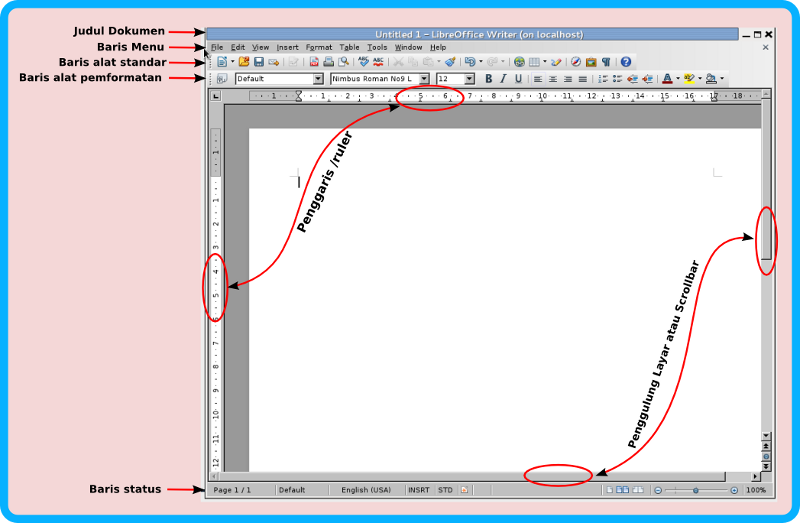 Judul Dokumen
Untitled 1 - LibreOffice Writer (on localhost)
Baris Menu
File Edit View Insert Format Table Tools Window Help
Baris alat standar
Baris alat pemformatan
Default
Nimbus Roman No9 L
12
B I U
1 1 2 3 4 5 6 7 8 9 10 11 12 13 14 15 16 17 18
Penggaris /ruler
1
1
2
3
4
5
6
7
8
9
10
11
12
Penggulung Layar atau Scrollbar
Baris status
Page 1 / 1 Default English (USA) INSRT STD 100%